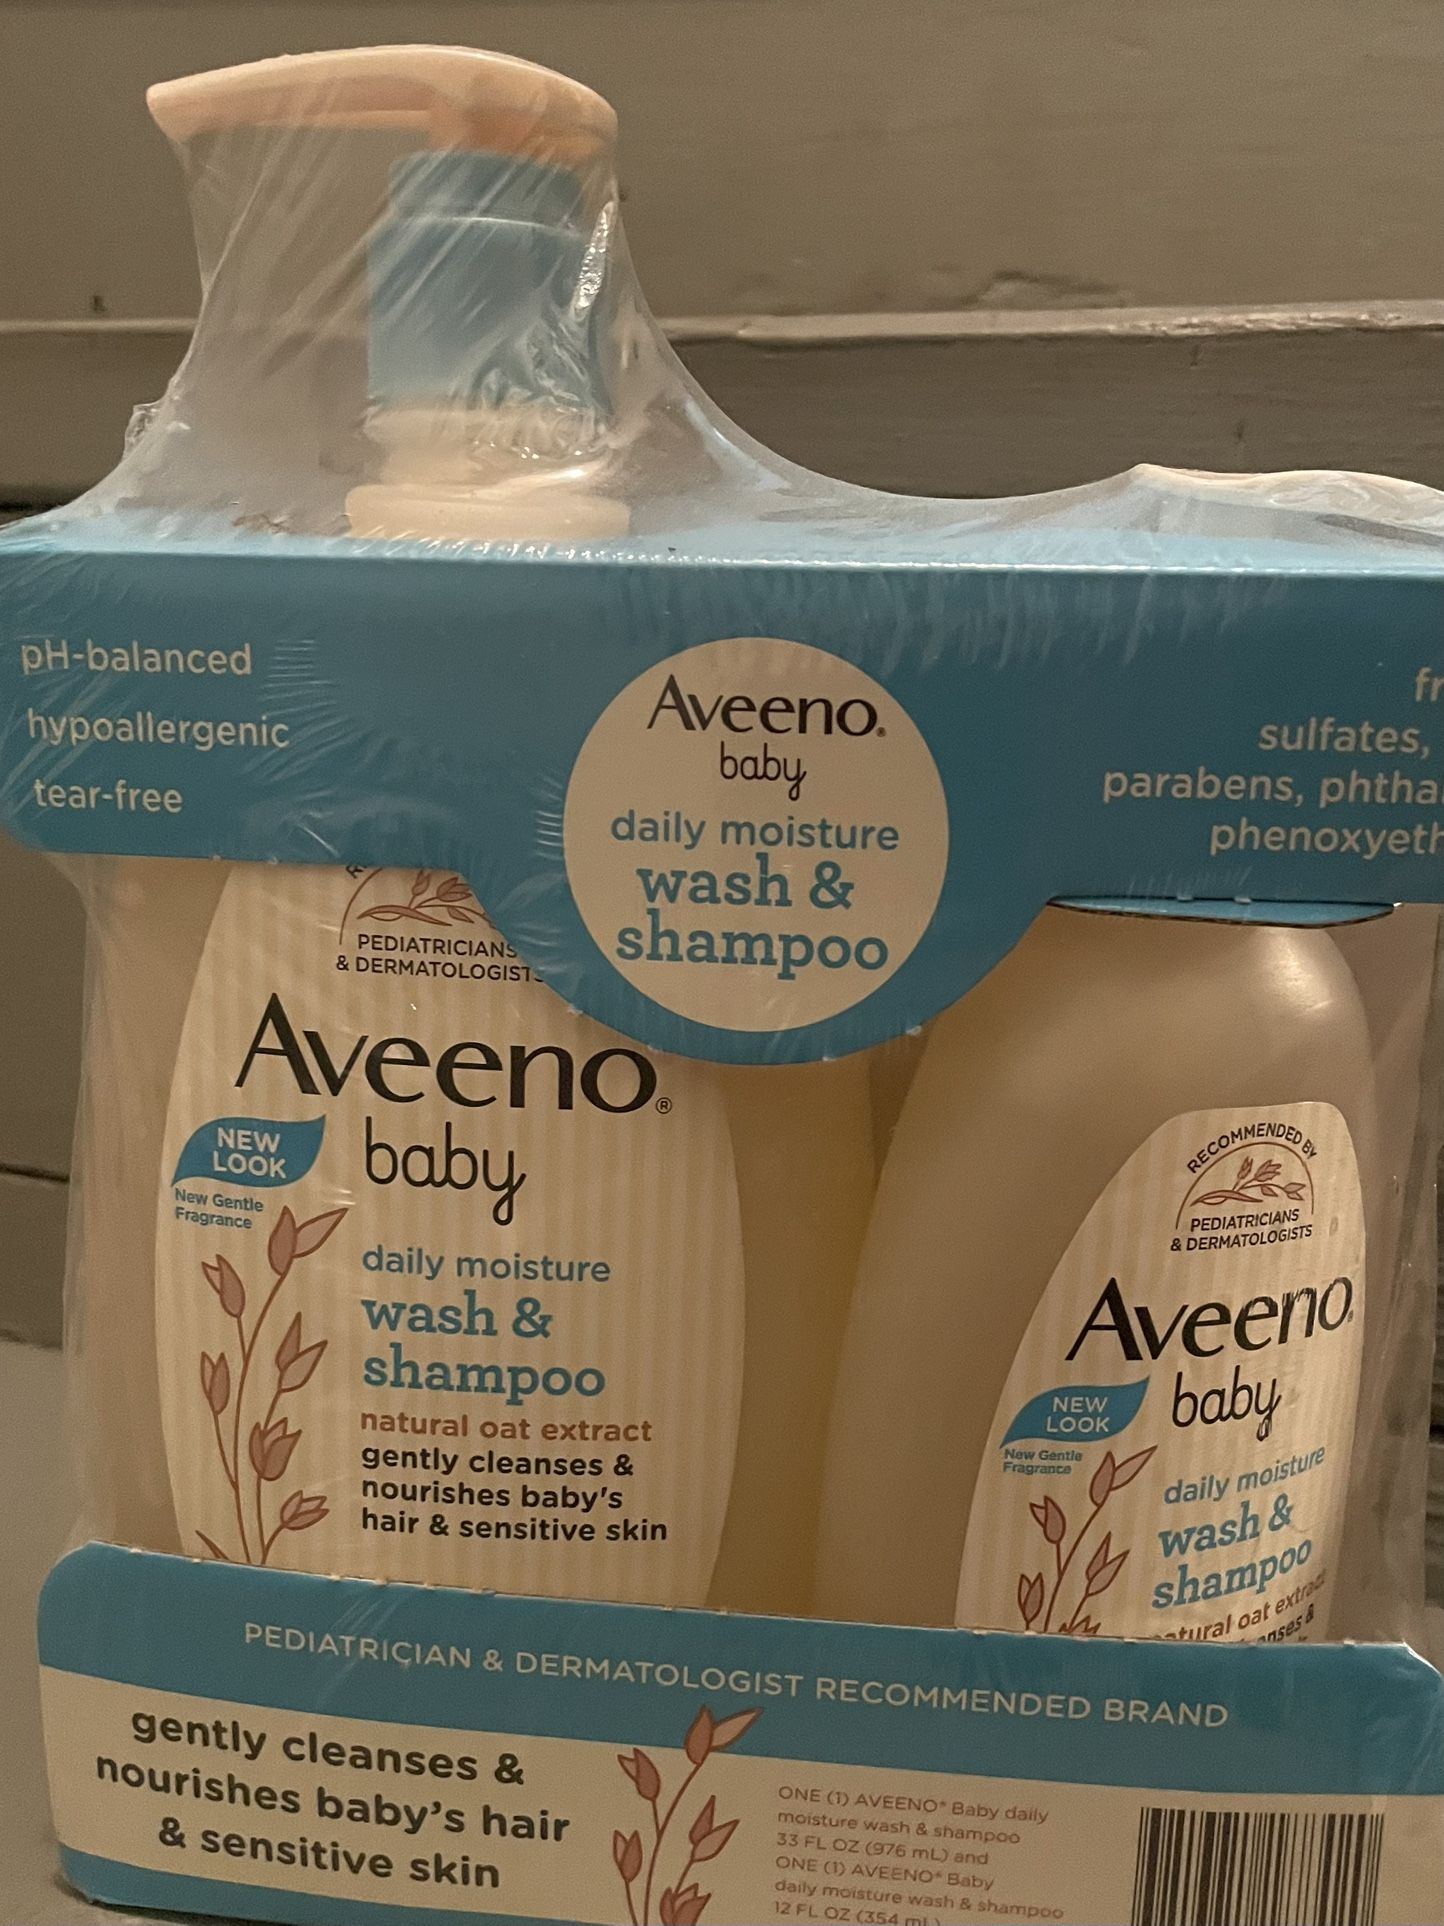 pH-balanced
hypoallergenic
tear-free
Aveeno®
baby
daily moisture
wash &
shampoo
sulfates,
parabens,
PEDIATRICIANS
& DERMATOLOGISTS
Aveeno®
baby
NEW
LOOK
New Gentle
Fragrance
daily moisture
wash &
shampoo
natural oat extract
gently cleanses &
nourishes baby's
hair & sensitive skin
RECOMMENDED BY
PEDIATRICIANS
& DERMATOLOGISTS
Aveeno®
baby
NEW
LOOK
New Gentle
Fragrance
daily moisture
wash &
shampoo
oat
PEDIATRICIAN & DERMATOLOGIST RECOMMENDED BRAND
gently cleanses &
nourishes baby's hair
& sensitive skin
ONE (1) AVEENO® Baby daily
moisture wash & shampoo
33 FL OZ (976 mL) and
ONE (1) AVEENO® Baby
daily moisture wash & shampoo
12 FL OZ (354 mL)